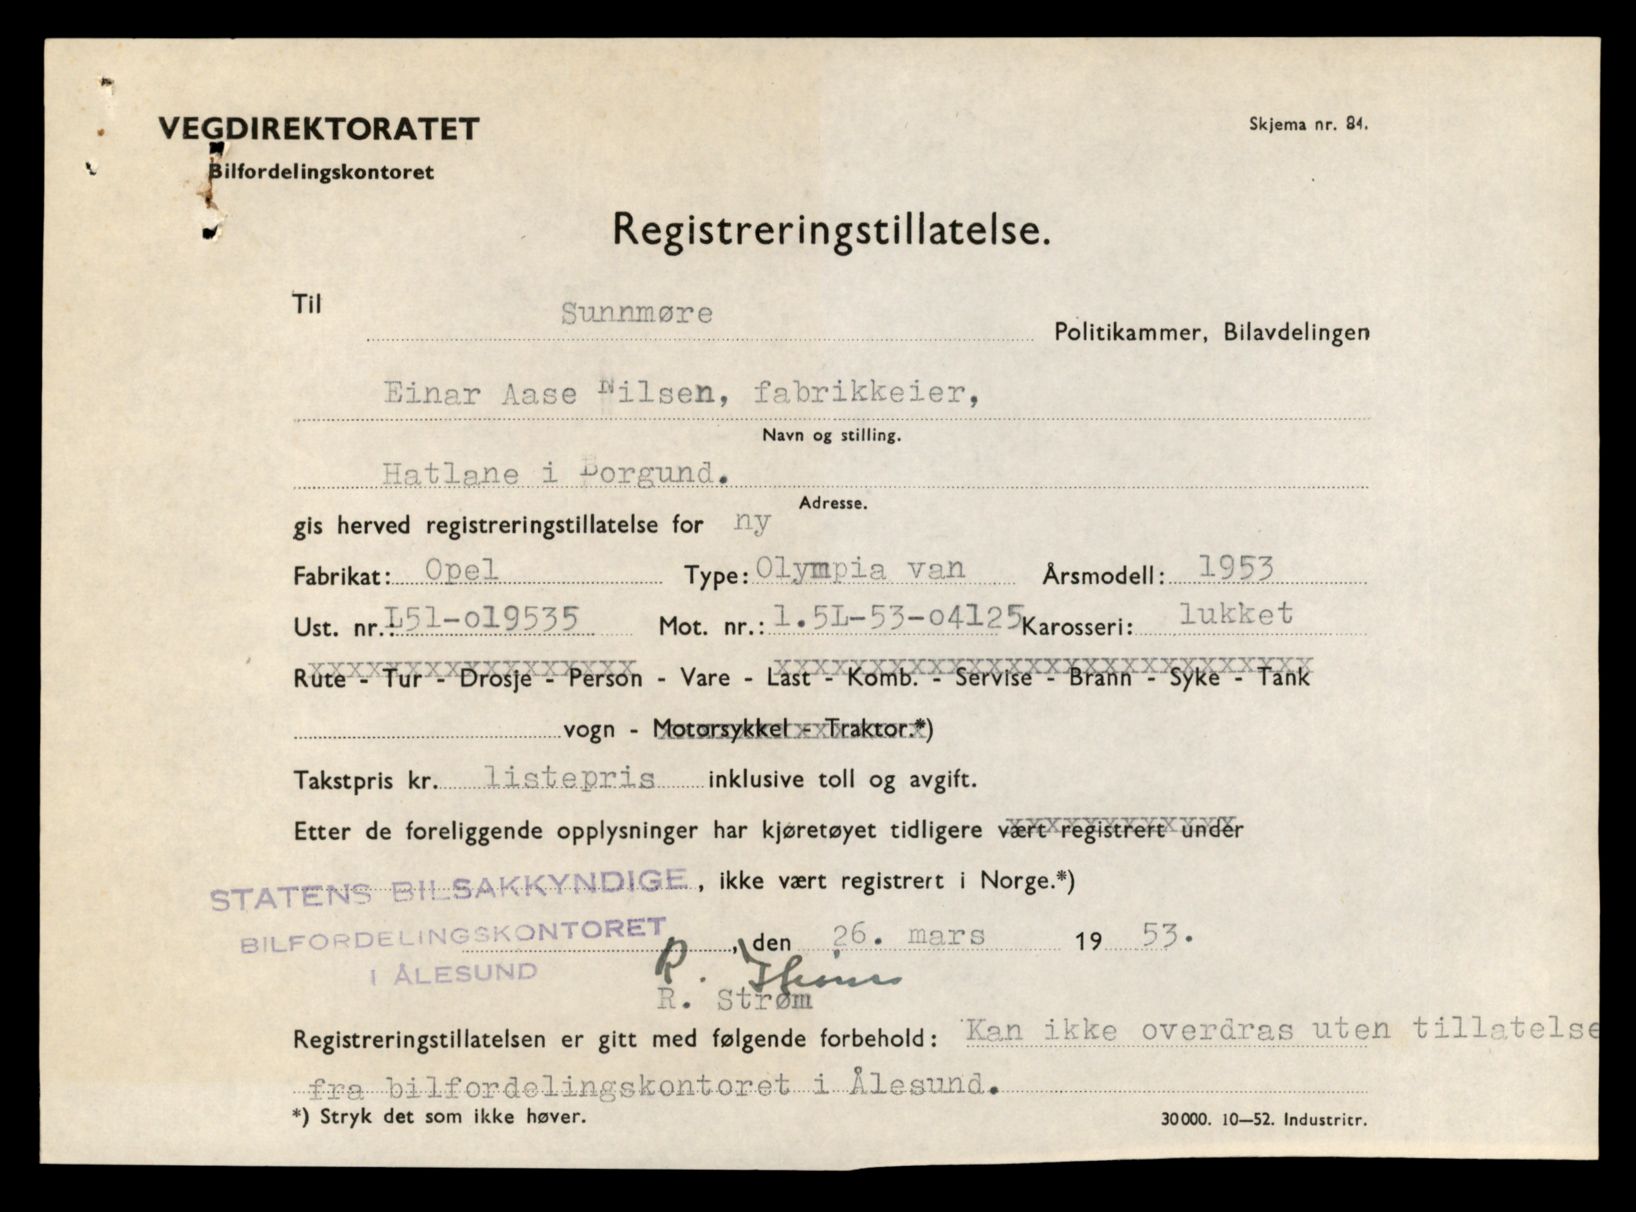 VEGDIREKTORATET
Skjema nr. 84.
Bilfordelingskontoret
Registreringstillatelse.
Til Sunnmøre Politikammer, Bilavdelingen
Einar Aase Nilsen, fabrikkeier,
Navn og stilling.
Hatlane i Borgund.
Adresse.
gis herved registreringstillatelse for ny
Fabrikat: Opel Type: Olympia van Årsmodell: 1953
Ust. nr.: L51-o19535 Mot. nr.: 1.5L-53-o4125 Karosseri: lukket
Rute - Tur - Drosje - Person - Vare - Last - Komb. - Servise - Brann - Syke - Tank
vogn - Motorsykkel - Traktor.*)
Takstpris kr. listepris inklusive toll og avgift.
Etter de foreliggende opplysninger har kjøretøyet tidligere vært registrert under
STATENS BILSAKKYNDIGE , ikke vært registrert i Norge.*)
BILFORDELINGSKONTORET , den 26. mars 19 53.
I ÅLESUND
R. Strøm
R. Strøm
Registreringstillatelsen er gitt med følgende forbehold: Kan ikke overdras uten tillatelse
fra bilfordelingskontoret i Ålesund.
*) Stryk det som ikke høver.
30000. 10—52. Industritr.